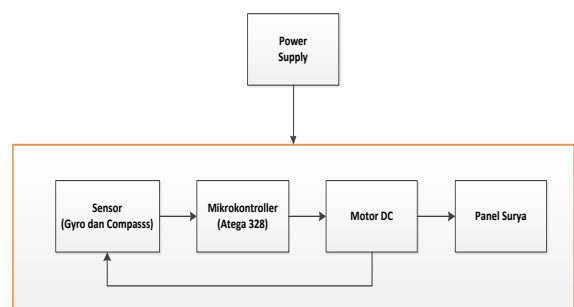 Power
Supply
Sensor
(Gyro dan Compasss)
Mikrokontroller
(Atega 328)
Motor DC
Panel Surya